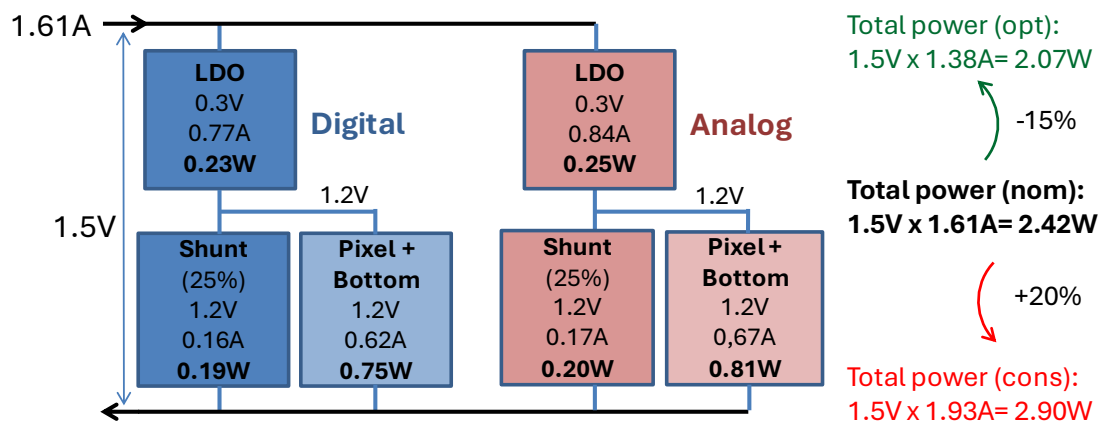 1.61A
1.5V
LDO
0.3V
0.77A
0.23W
Digital
1.2V
Shunt
(25%)
1.2V
0.16A
0.19W
Pixel +
Bottom
1.2V
0.62A
0.75W
LDO
0.3V
0.84A
0.25W
Analog
1.2V
Shunt
(25%)
1.2V
0.17A
0.20W
Pixel +
Bottom
1.2V
0,67A
0.81W
Total power (opt):
1.5V x 1.38A= 2.07W
-15%
Total power (nom):
1.5V x 1.61A= 2.42W
+20%
Total power (cons):
1.5V x 1.93A= 2.90W